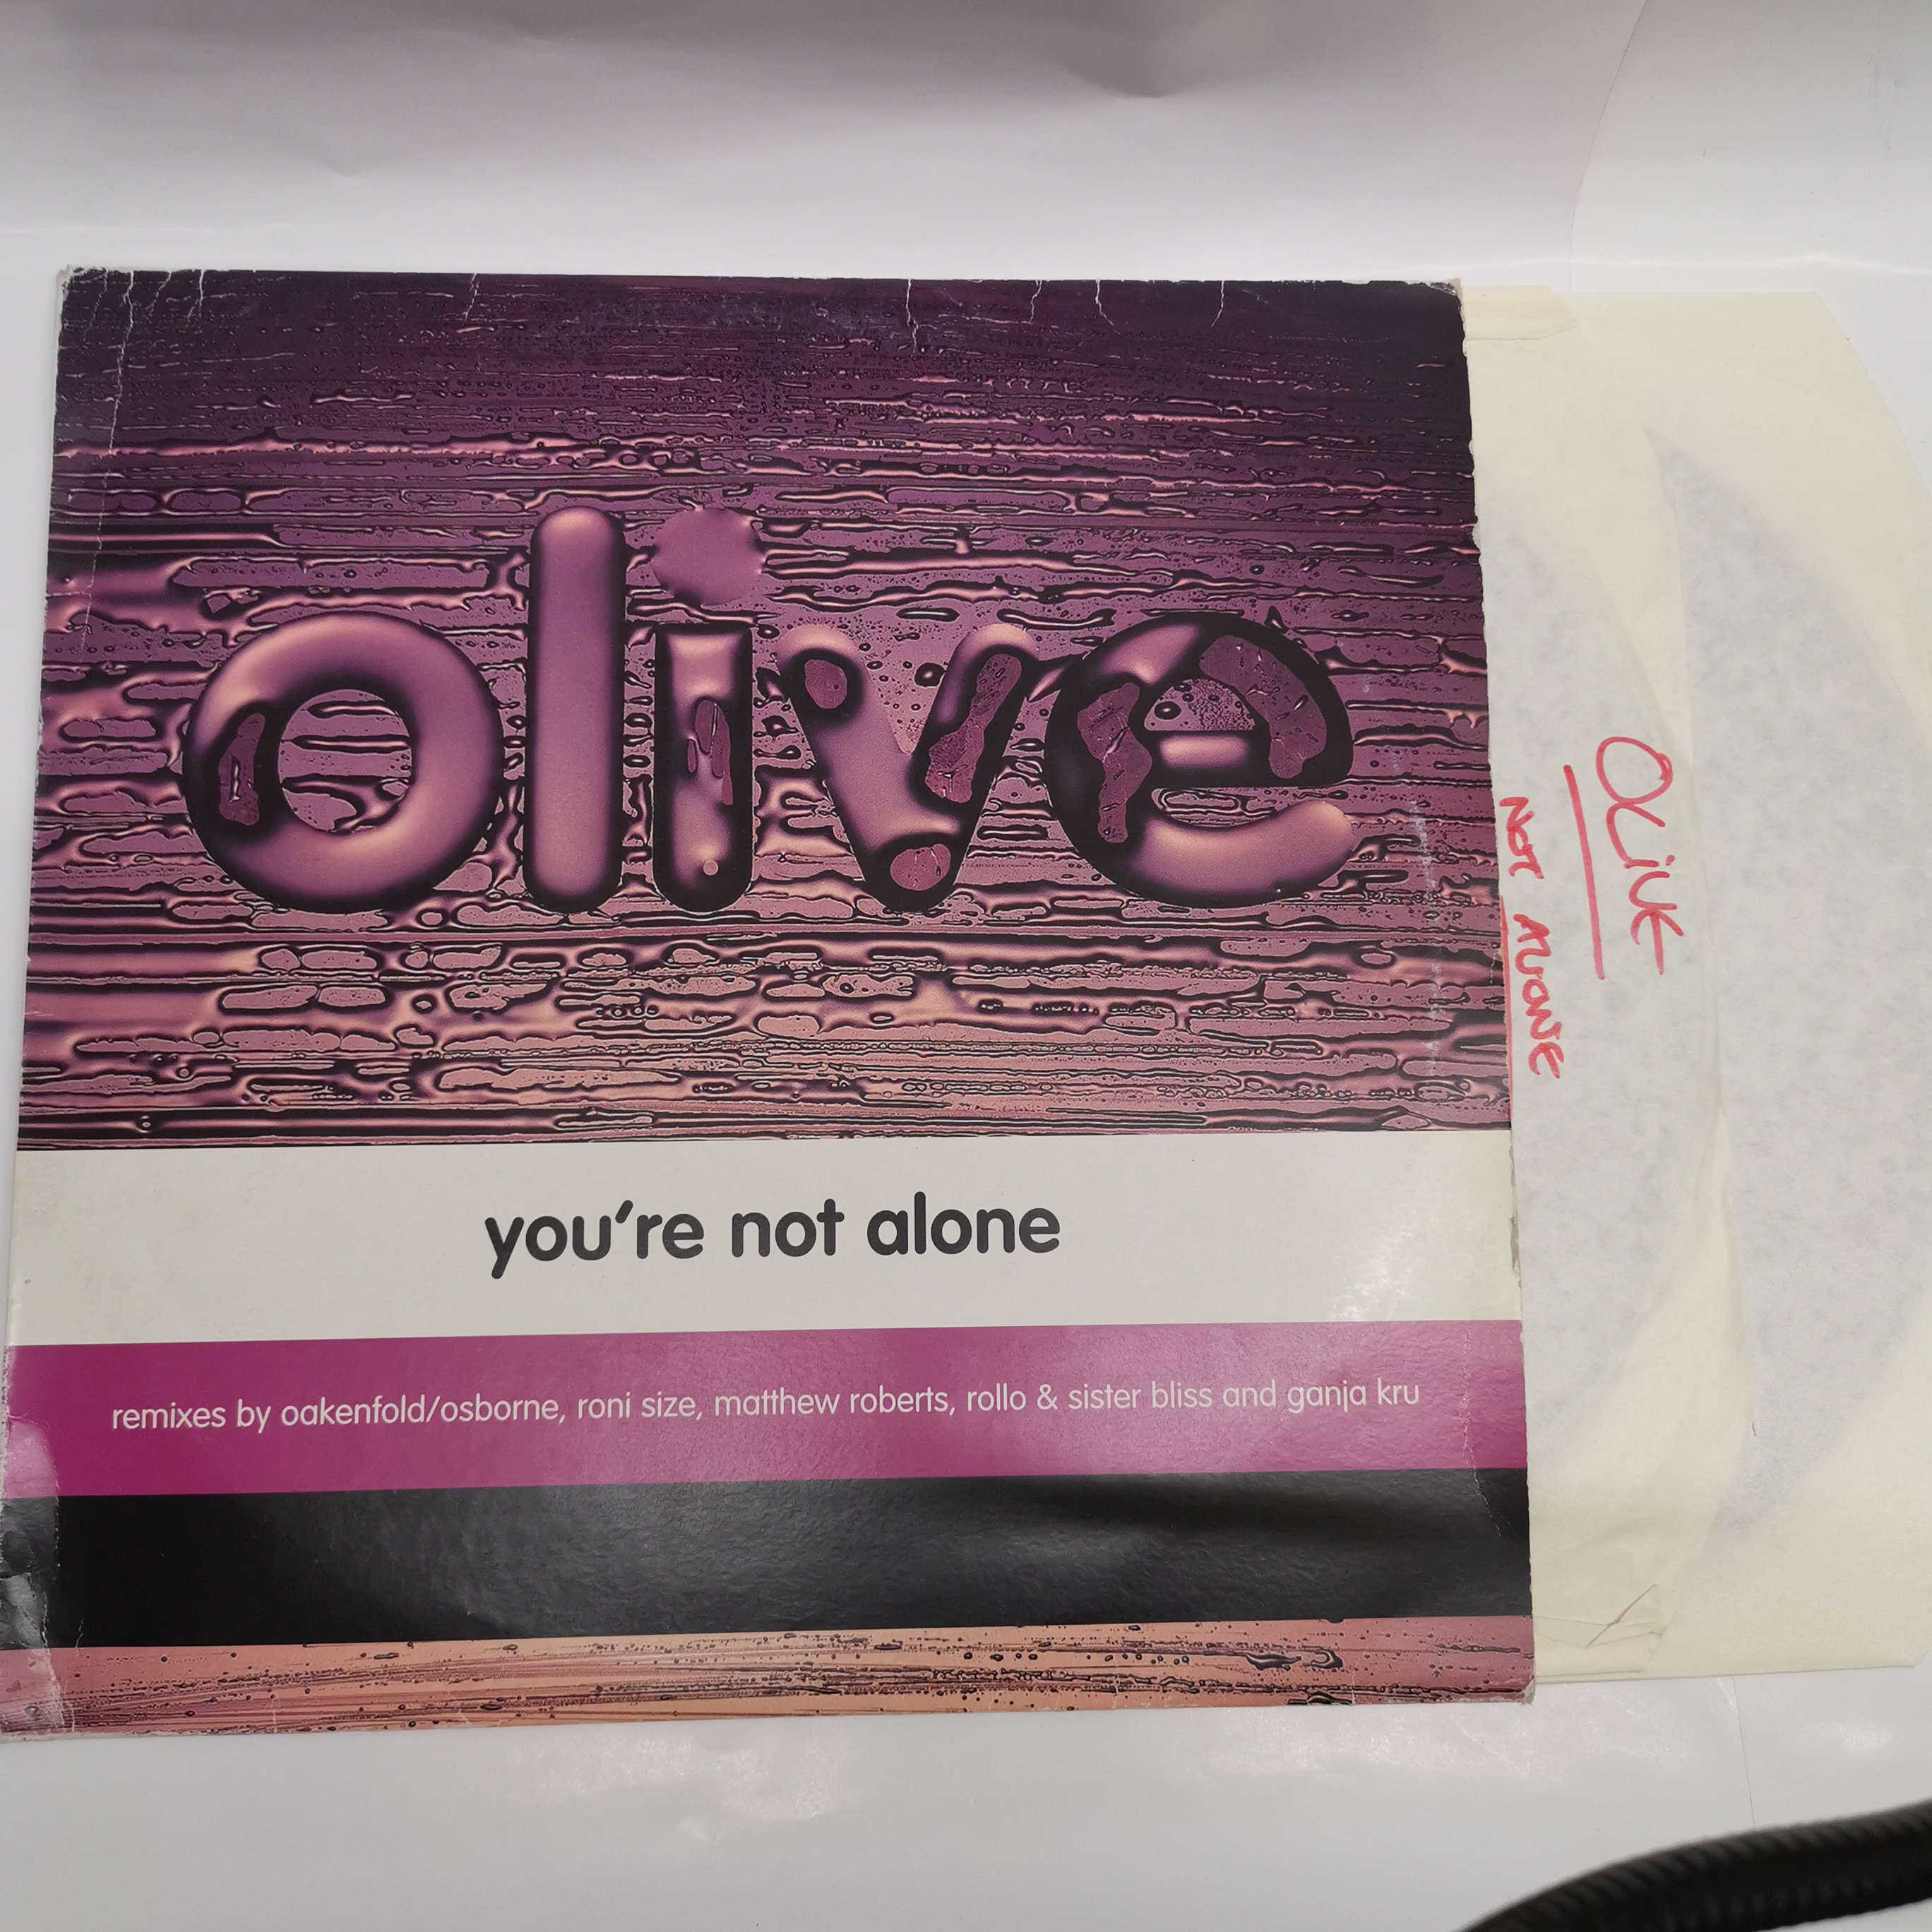 olive
you're not alone
remixes by oakenfold/osborne, roni size, matthew roberts, rollo & sister bliss and ganja kru
OLiVE
NOT ALONE